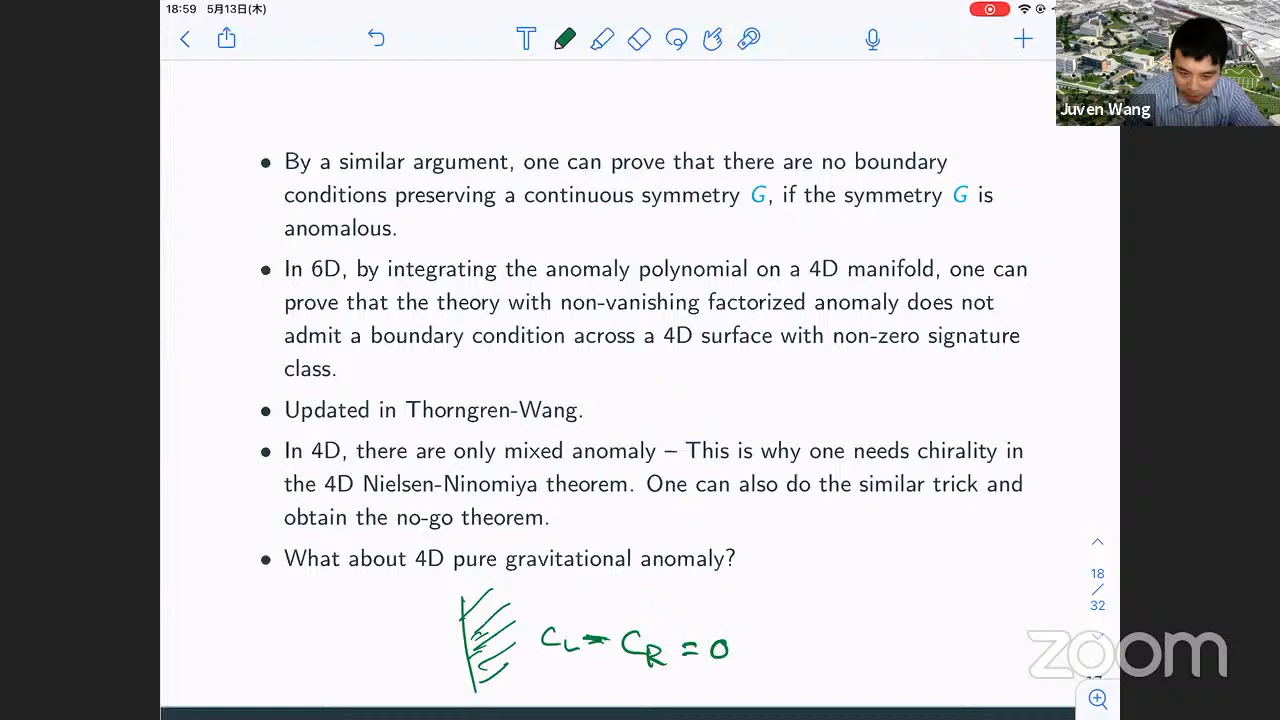 18:59 5月13日(木)
Juven Wang
• By a similar argument, one can prove that there are no boundary
conditions preserving a continuous symmetry G, if the symmetry G is
anomalous.
• In 6D, by integrating the anomaly polynomial on a 4D manifold, one can
prove that the theory with non-vanishing factorized anomaly does not
admit a boundary condition across a 4D surface with non-zero signature
class.
• Updated in Thorngren-Wang.
• In 4D, there are only mixed anomaly – This is why one needs chirality in
the 4D Nielsen-Ninomiya theorem. One can also do the similar trick and
obtain the no-go theorem.
• What about 4D pure gravitational anomaly?
C_L - C_R = 0
18
/
32
zoom